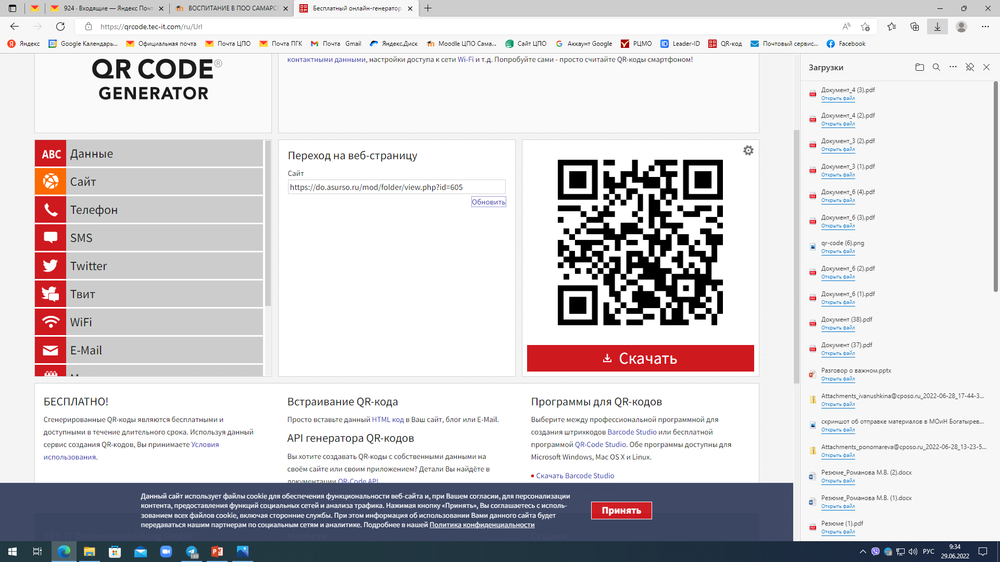 924 · Входящие — Яндекс Почт
ВОСПИТАНИЕ В ПОО САМАРС
Бесплатный онлайн-генератор
https://qrcode.tec-it.com/ru/Url
Яндекс
Google Календарь...
Официальная почта
Почта ЦПО
Почта ПГК
Почта Gmail
Яндекс.Диск
Moodle ЦПО Сама...
Сайт ЦПО
Аккаунт Google
РЦМО
Leader-ID
QR-код
Почтовый сервис...
Facebook
QR CODE®
GENERATOR
контактными данными, настройки доступа к сети Wi-Fi и т.д. Попробуйте сами - просто считайте QR-коды смартфоном!
ABC Данные
Сайт
Телефон
SMS
Twitter
Твит
WiFi
E-Mail
Переход на веб-страницу
Сайт
https://do.asurso.ru/mod/folder/view.php?id=605
Обновить
Скачать
БЕСПЛАТНО!
Сгенерированные QR-коды являются бесплатными и
доступными в течение длительного срока. Используя данный
сервис создания QR-кодов, Вы принимаете Условия
использования.
Встраивание QR-кода
Просто вставьте данный HTML код в Ваш сайт, блог или E-Mail.
API генератора QR-кодов
Вы хотите создавать QR-коды с собственными данными на
своём сайте или своим приложением? Детали Вы найдёте в
документации QR-Code API
Программы для QR-кодов
Выберите между профессиональной программной для
создания штрихкодов Barcode Studio или бесплатной
программой QR-Code Studio. Обе программы доступны для
Microsoft Windows, Mac OS X и Linux.
Скачать Barcode Studio
Данный сайт использует файлы cookie для обеспечения функциональности веб-сайта и, при Вашем согласии, для персонализации
контента, предоставления функций социальных сетей и анализа трафика. Нажимая кнопку «Принять», Вы соглашаетесь с исполь-
зованием всех файлов cookie, включая сторонние службы. При этом информация об использовании Вами данного сайта будет
передаваться нашим партнерам по социальным сетям и аналитике. Подробнее в нашей Политика конфиденциальности
Принять
TEC-IT Datenverarbeitung GmbH
Новости
Ссылки
Загрузки
Документ_4 (3).pdf
Открыть файл
Документ_4 (2).pdf
Открыть файл
Документ_3 (2).pdf
Открыть файл
Документ_3 (1).pdf
Открыть файл
Документ_6 (4).pdf
Открыть файл
Документ_6 (3).pdf
Открыть файл
qr-code (6).png
Открыть файл
Документ_6 (2).pdf
Открыть файл
Документ_6 (1).pdf
Открыть файл
Документ (38).pdf
Открыть файл
Документ (37).pdf
Открыть файл
Разговор о важном.pptx
Открыть файл
Attachments_ivanushkina@cposo.ru_2022-06-28_17-44-3...
Открыть файл
скриншот об отправке материалов в МОиН Богатырев...
Открыть файл
Attachments_ponomareva@cposo.ru_2022-06-28_13-23-5...
Открыть файл
Резюме_Романова М.В. (2).docx
Открыть файл
Резюме_Романова М.В. (1).docx
Открыть файл
Резюме (1).pdf
Открыть файл
188
РУС
9:34
29.06.2022